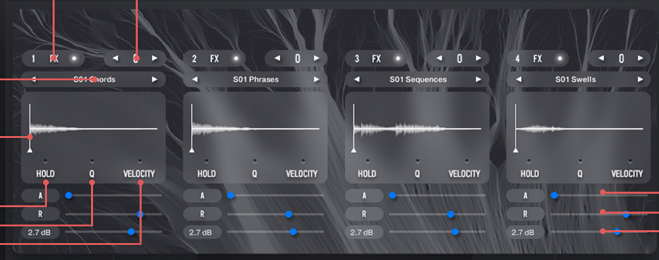 1 FX 0
S01 Chords
HOLD Q VELOCITY
A
R
2.7 dB
2 FX 0
S01 Phrases
HOLD Q VELOCITY
A
R
2.7 dB
3 FX 0
S01 Sequences
HOLD Q VELOCITY
A
R
2.7 dB
4 FX 0
S01 Swells
HOLD Q VELOCITY
A
R
2.7 dB